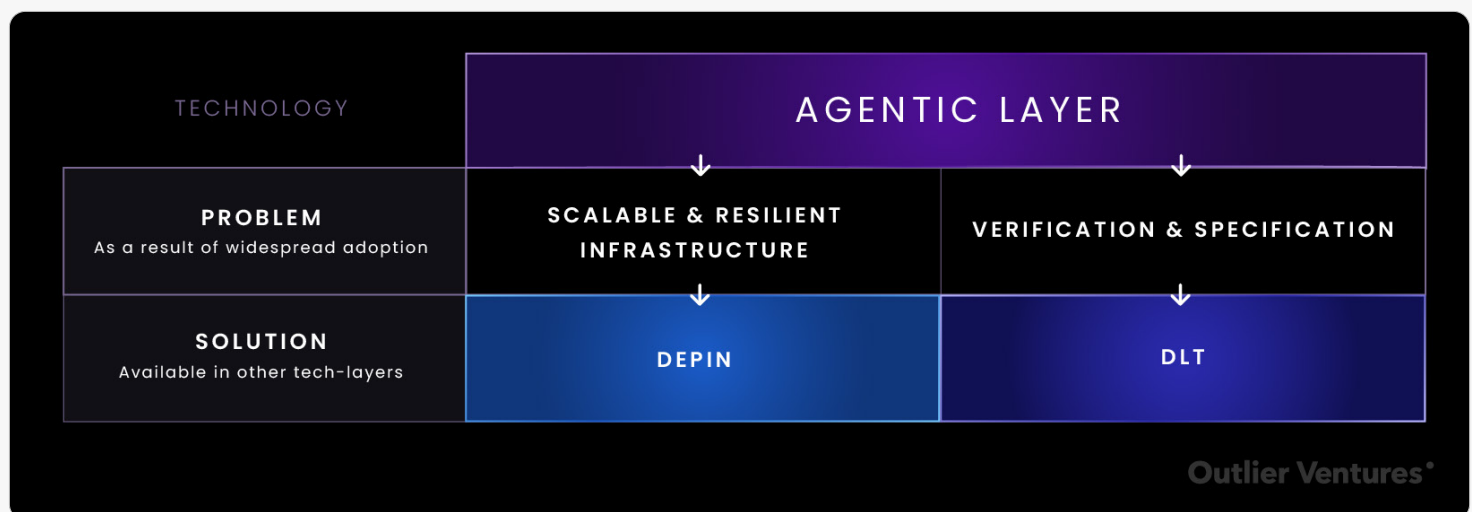 TECHNOLOGY
AGENTIC LAYER
PROBLEM
As a result of widespread adoption
SCALABLE & RESILIENT
INFRASTRUCTURE
VERIFICATION & SPECIFICATION
SOLUTION
Available in other tech-layers
DEPIN
DLT
Outlier Ventures